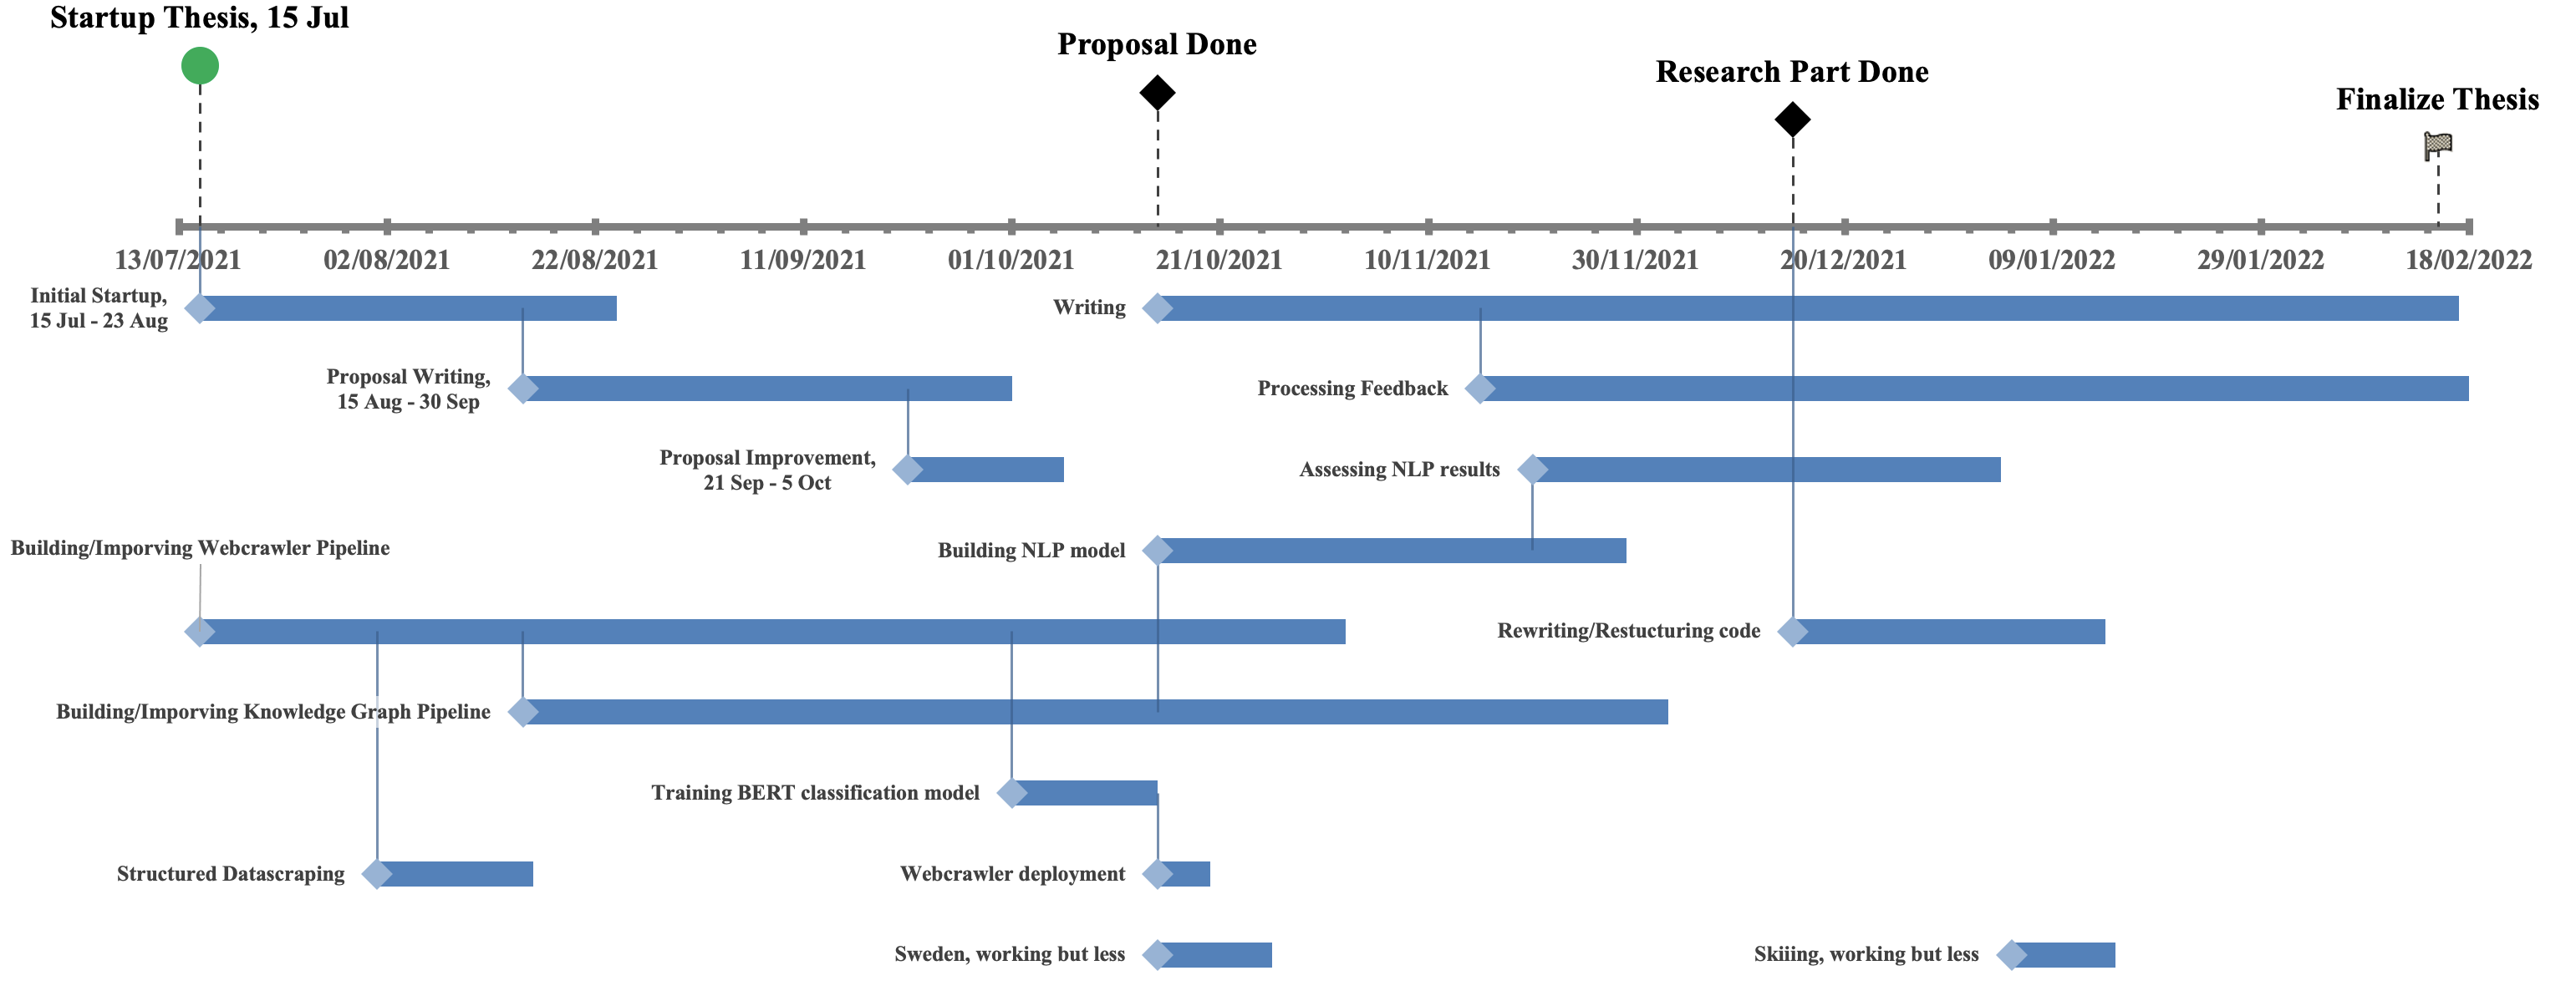 Startup Thesis, 15 Jul
Proposal Done
Research Part Done
Finalize Thesis
13/07/2021
02/08/2021
22/08/2021
11/09/2021
01/10/2021
21/10/2021
10/11/2021
30/11/2021
20/12/2021
09/01/2022
29/01/2022
18/02/2022
Initial Startup,
15 Jul - 23 Aug
Writing
Proposal Writing,
15 Aug - 30 Sep
Processing Feedback
Proposal Improvement,
21 Sep - 5 Oct
Assessing NLP results
Building/Imporving Webcrawler Pipeline
Building NLP model
Rewriting/Restucturing code
Building/Imporving Knowledge Graph Pipeline
Training BERT classification model
Structured Datascraping
Webcrawler deployment
Sweden, working but less
Skiiing, working but less